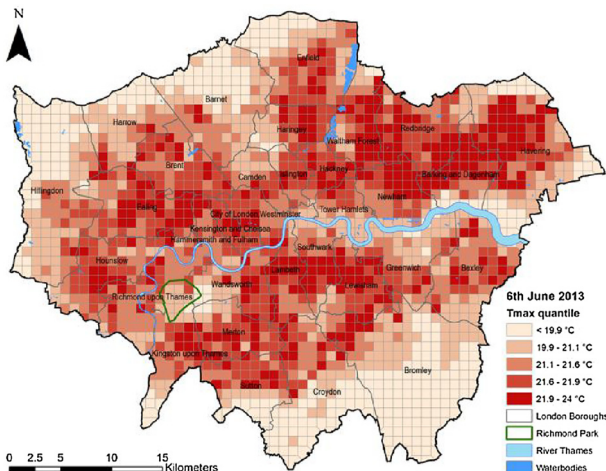 N
Enfield
Barnet
Harrow
Haringey
Waltham Forest
Redbridge
Havering
Brent
Camden
Islington
Hackney
Barking and Dagenham
Hillingdon
Newham
Ealing
City of London
Westminster
Tower Hamlets
Kensington and Chelsea
Hammersmith and Fulham
Southwark
Hounslow
Lambeth
Greenwich
Bexley
Wandsworth
Lewisham
Richmond upon Thames
Merton
Kingston upon Thames
Bromley
Sutton
Croydon
6th June 2013
Tmax quantile
< 19.9 °C
19.9 - 21.1 °C
21.1 - 21.6 °C
21.6 - 21.9 °C
21.9 - 24 °C
London Boroughs
Richmond Park
River Thames
Waterbodies
0 2.5 5 10 15
Kilometers